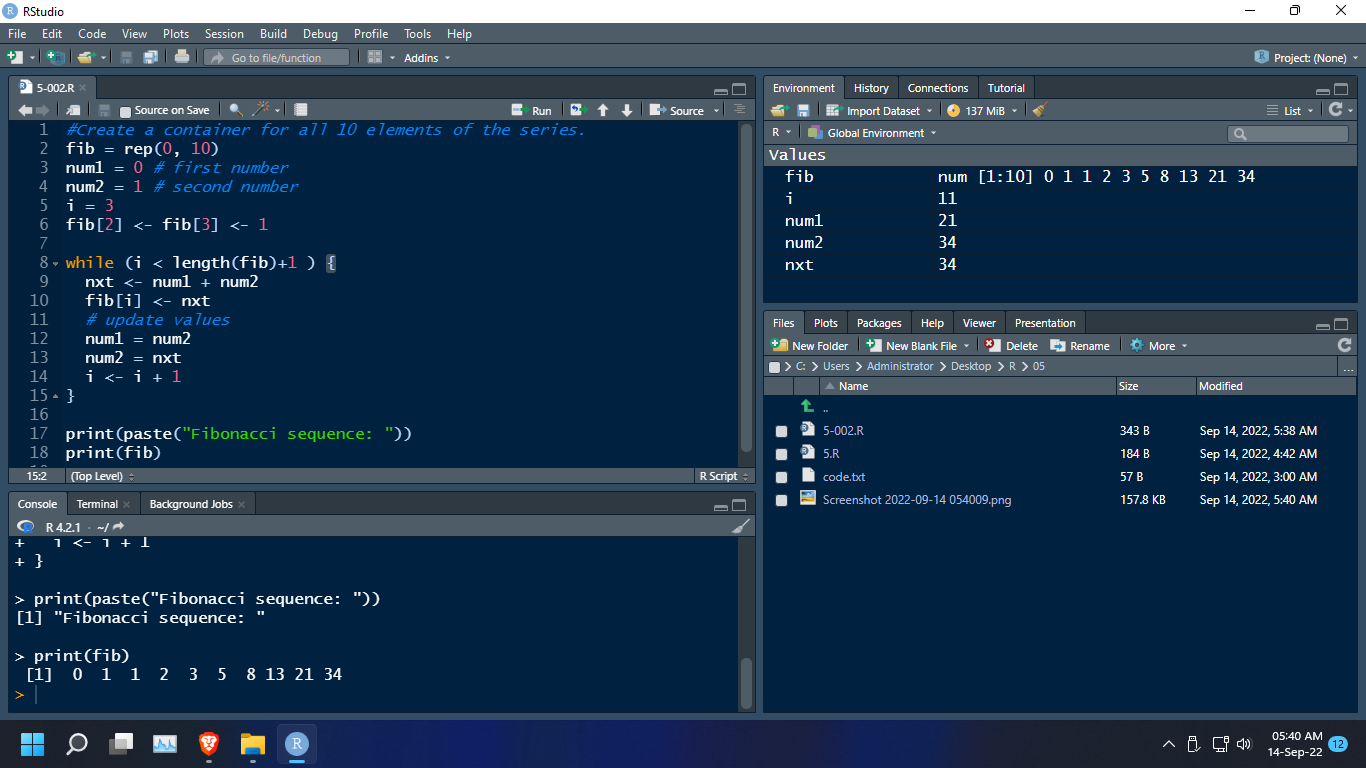 RStudio
File Edit Code View Plots Session Build Debug Profile Tools Help
Go to file/function Addins Project: (None)
5-002.R
Source on Save Run Source
1 #Create a container for all 10 elements of the series.
2 fib = rep(0, 10)
3 num1 = 0 # first number
4 num2 = 1 # second number
5 i = 3
6 fib[2] <- fib[3] <- 1
7
8 while (i < length(fib)+1 ) {
9 nxt <- num1 + num2
10 fib[i] <- nxt
11 # update values
12 num1 = num2
13 num2 = nxt
14 i <- i + 1
15 }
16
17 print(paste("Fibonacci sequence: "))
18 print(fib)
15:2 (Top Level) R Script
Console Terminal Background Jobs
R 4.2.1 · ~/
+ i <- i + 1
+ }
> print(paste("Fibonacci sequence: "))
[1] "Fibonacci sequence: "
> print(fib)
[1] 0 1 1 2 3 5 8 13 21 34
>
Environment History Connections Tutorial
Import Dataset 137 MiB List
R Global Environment
Values
fib num [1:10] 0 1 1 2 3 5 8 13 21 34
i 11
num1 21
num2 34
nxt 34
Files Plots Packages Help Viewer Presentation
New Folder New Blank File Delete Rename More
C: > Users > Administrator > Desktop > R > 05 ...
Name Size Modified
..
5-002.R 343 B Sep 14, 2022, 5:38 AM
5.R 184 B Sep 14, 2022, 4:42 AM
code.txt 57 B Sep 14, 2022, 3:00 AM
Screenshot 2022-09-14 054009.png 157.8 KB Sep 14, 2022, 5:40 AM
05:40 AM
14-Sep-22 12